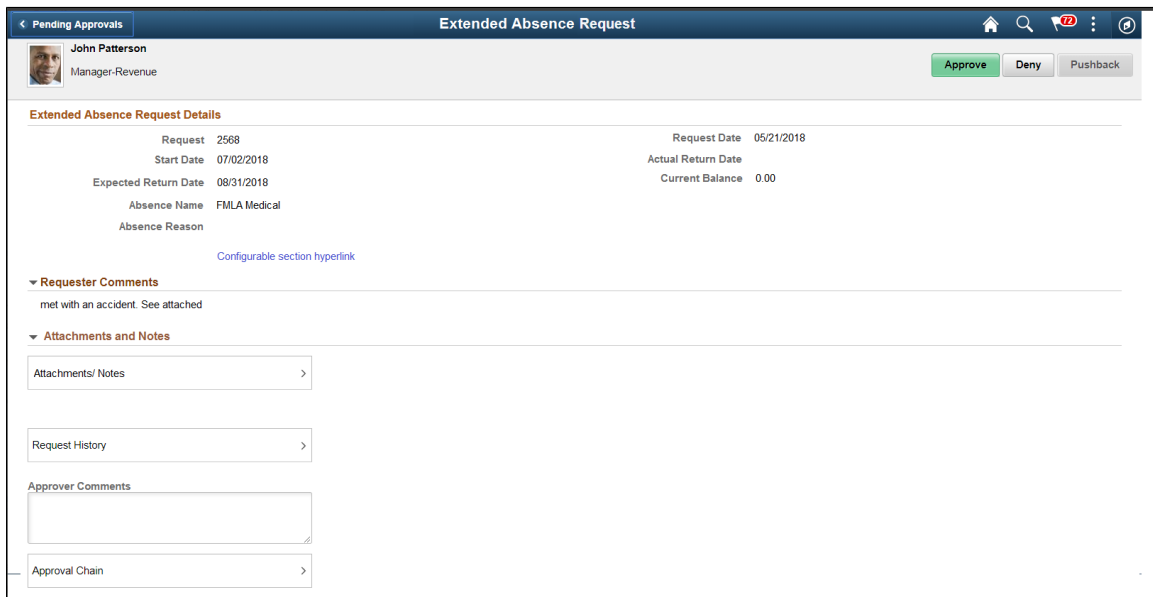 Pending Approvals
Extended Absence Request
72
John Patterson
Manager-Revenue
Approve Deny Pushback
Extended Absence Request Details
Request 2568 Request Date 05/21/2018
Start Date 07/02/2018 Actual Return Date
Expected Return Date 08/31/2018 Current Balance 0.00
Absence Name FMLA Medical
Absence Reason
Configurable section hyperlink
Requester Comments
met with an accident. See attached
Attachments and Notes
Attachments/ Notes
Request History
Approver Comments
Approval Chain